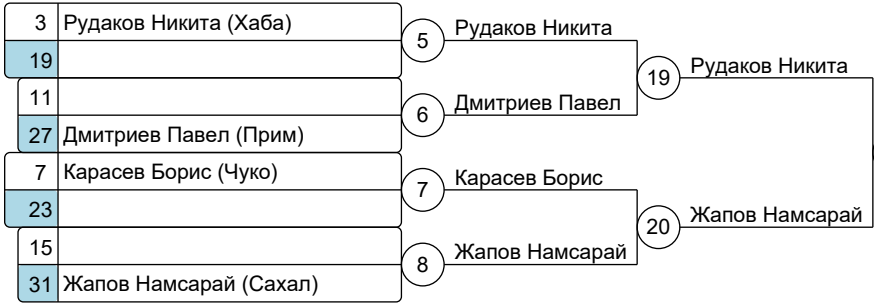 3 Рудаков Никита (Хаба)
19
11
27 Дмитриев Павел (Прим)
7 Карасев Борис (Чуко)
23
15
31 Жапов Намсарай (Сахал)
5 Рудаков Никита
6 Дмитриев Павел
7 Карасев Борис
8 Жапов Намсарай
19 Рудаков Никита
20 Жапов Намсарай